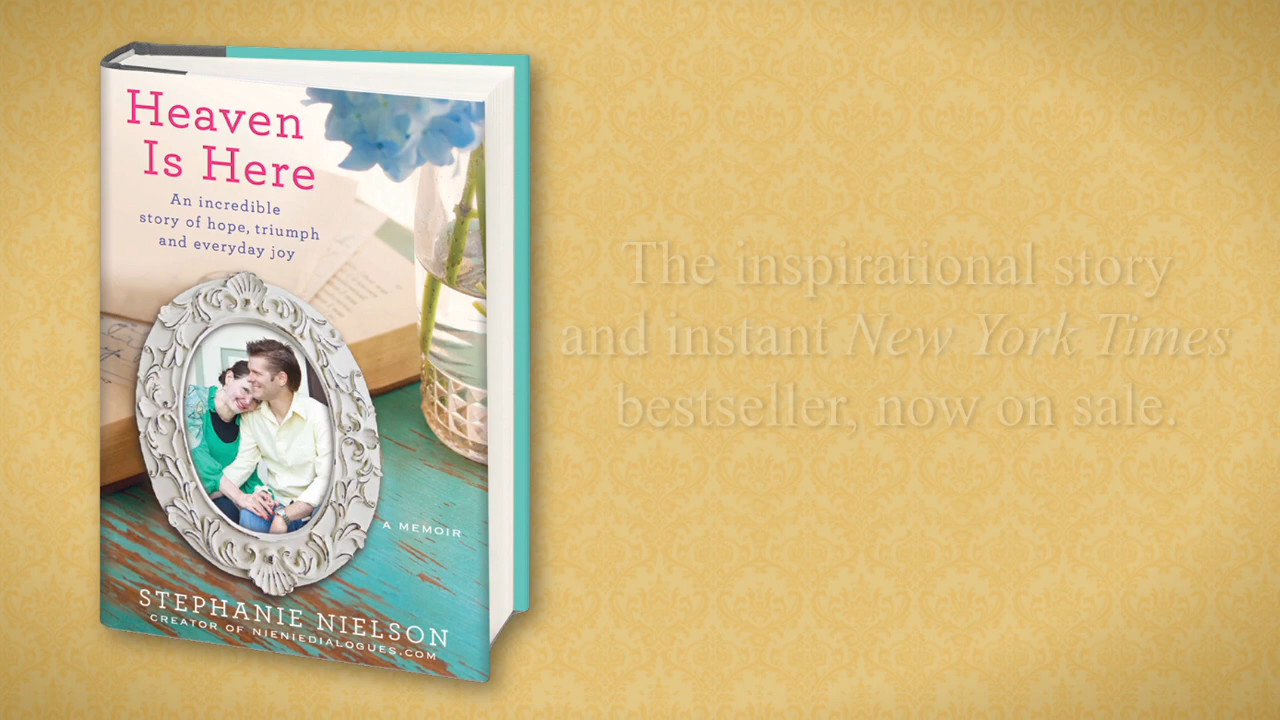 Heaven
Is Here
An incredible
story of hope, triumph
and everyday joy
A MEMOIR
STEPHANIE NIELSON
CREATOR OF NIENIEDIALOGUES.COM
The inspirational story
and instant New York Times
bestseller, now on sale.